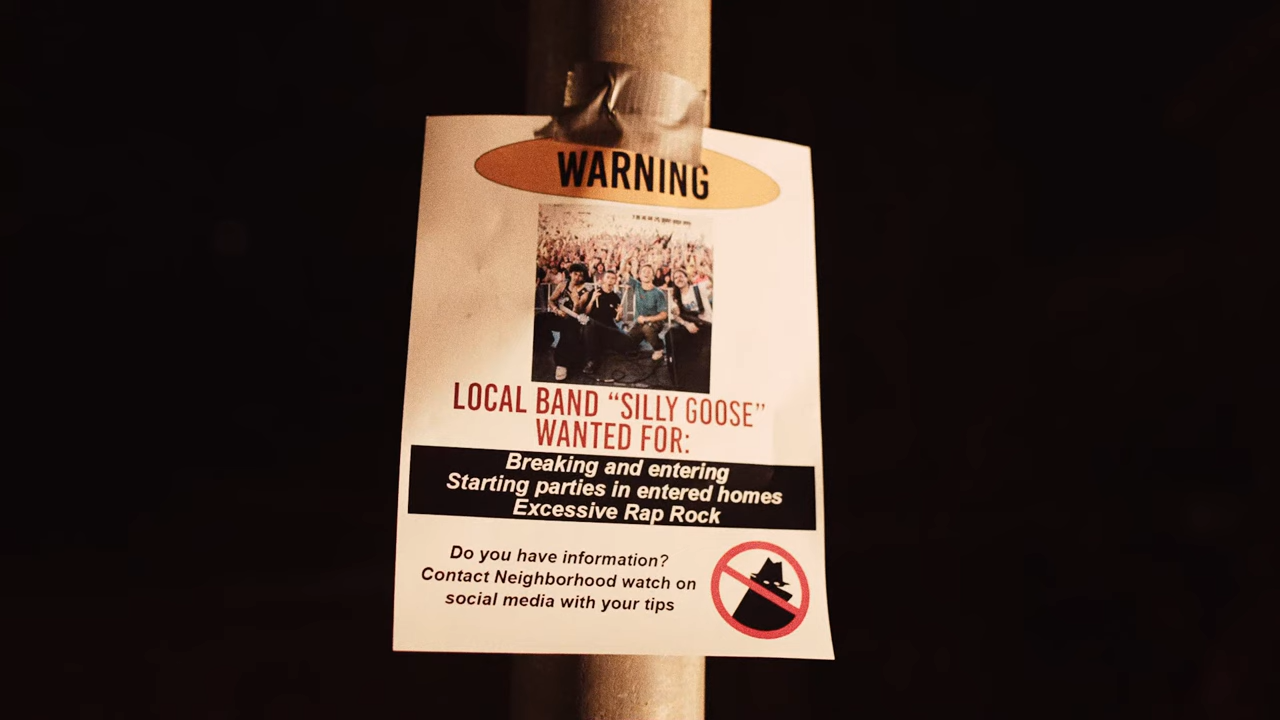 WARNING
LOCAL BAND “SILLY GOOSE”
WANTED FOR:
Breaking and entering
Starting parties in entered homes
Excessive Rap Rock
Do you have information?
Contact Neighborhood watch on
social media with your tips